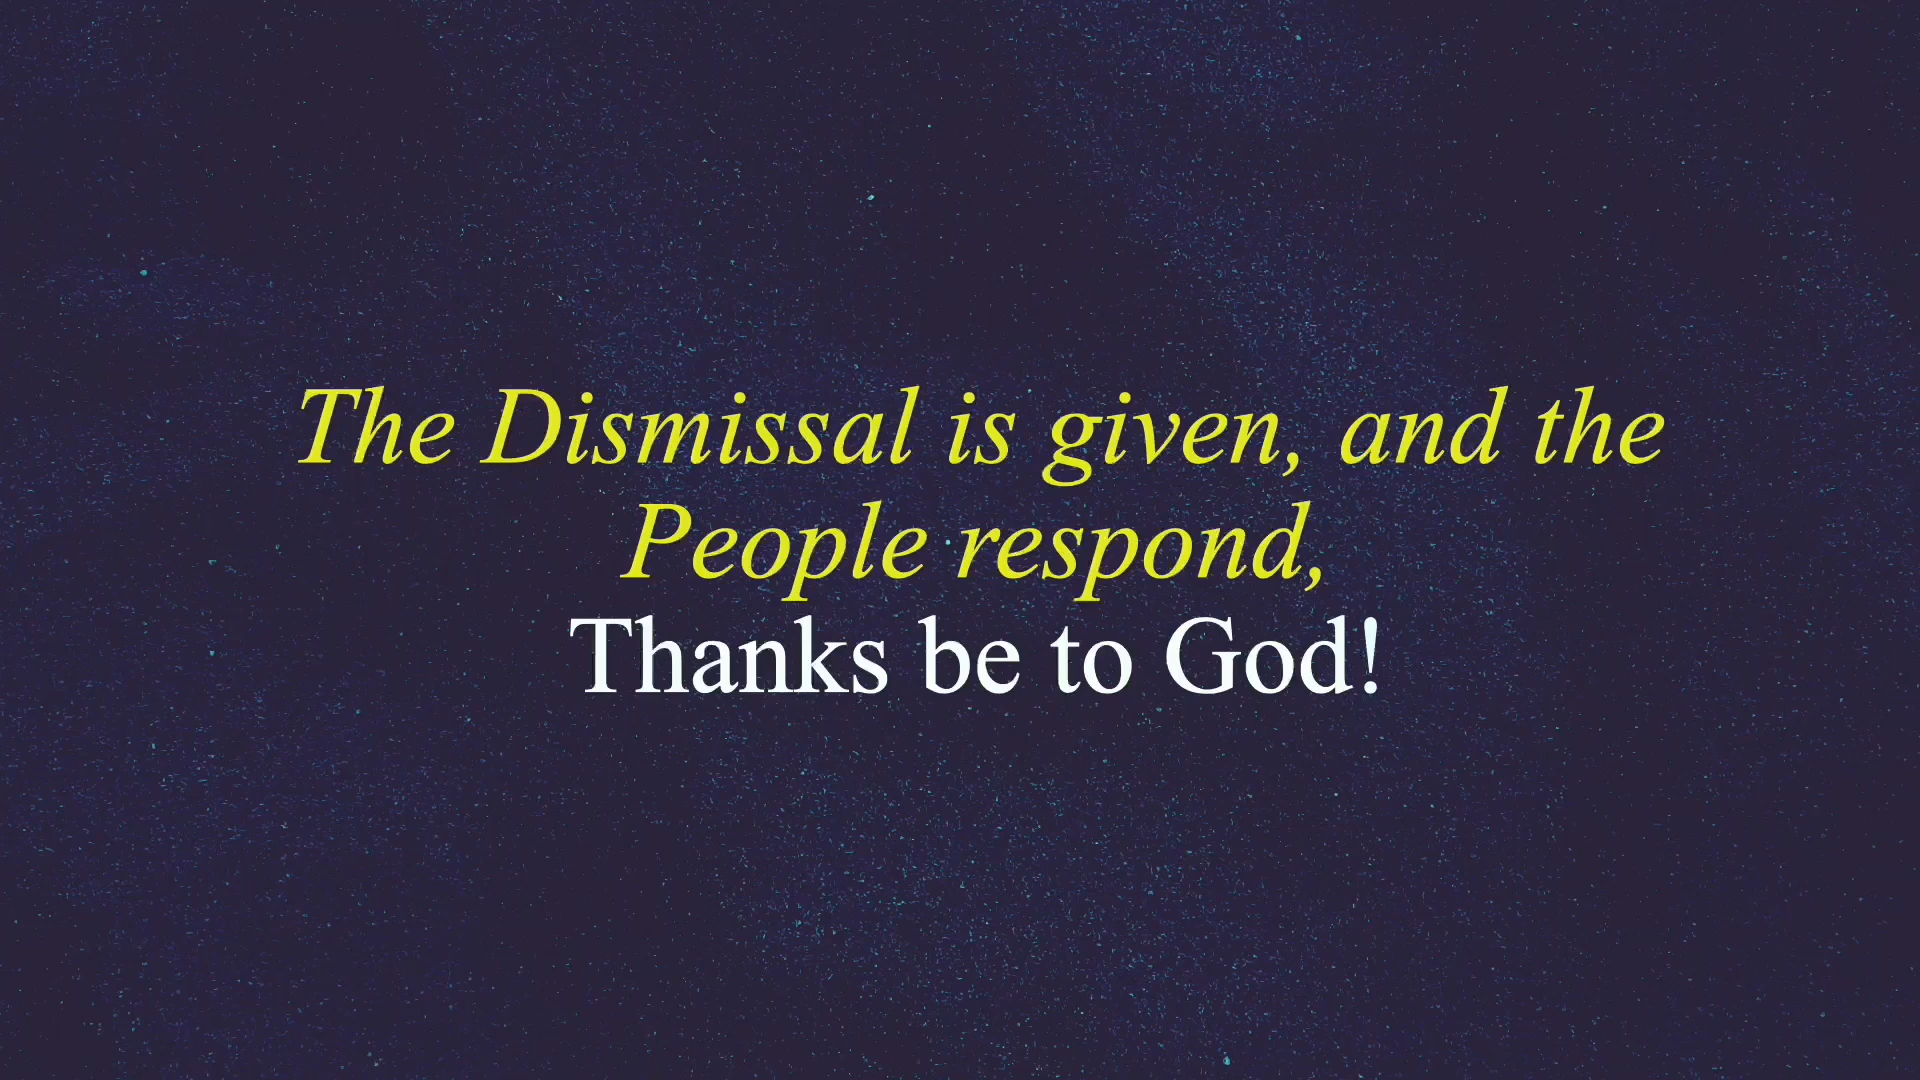 The Dismissal is given, and the
People respond,
Thanks be to God!